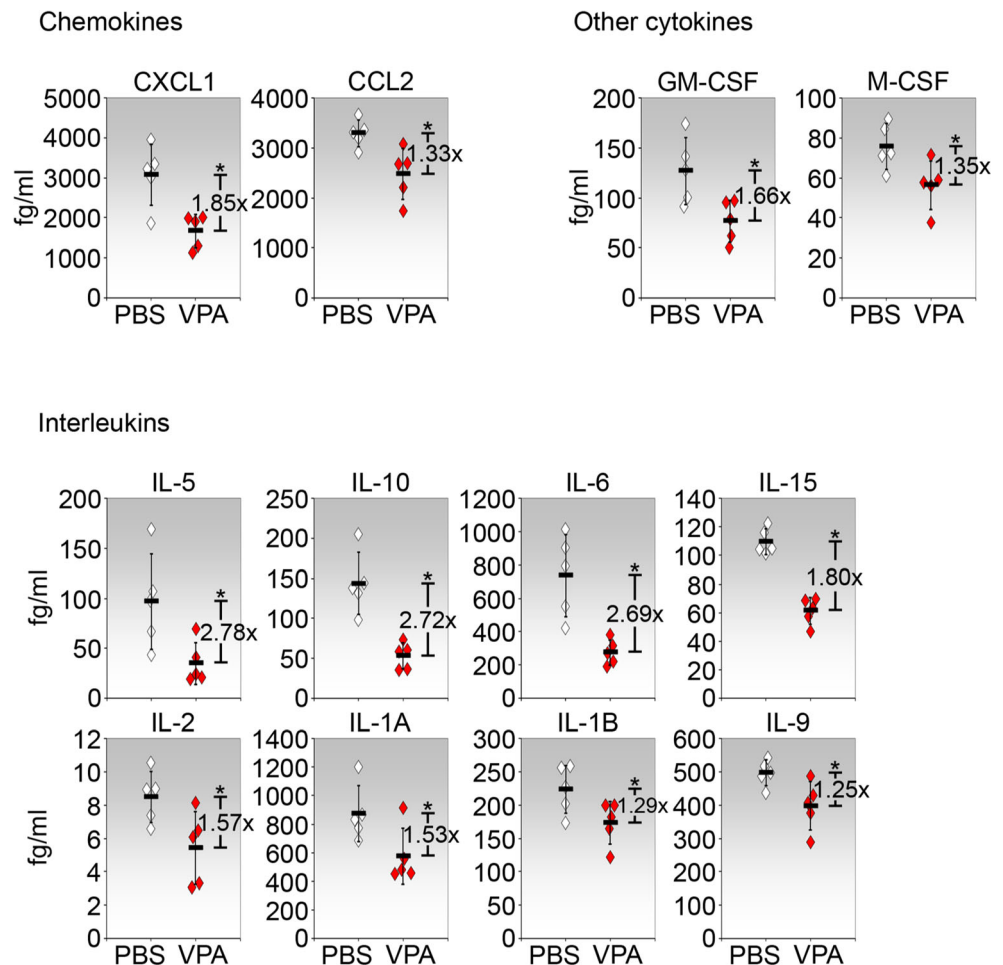 Chemokines
Other cytokines
CXCL1
CCL2
GM-CSF
M-CSF
fg/ml
5000
4000
3000
2000
1000
0
*
1.85x
PBS VPA
4000
3000
2000
1000
0
*
1.33x
PBS VPA
fg/ml
200
150
100
50
0
*
1.66x
PBS VPA
100
80
60
40
20
0
*
1.35x
PBS VPA
Interleukins
IL-5
IL-10
IL-6
IL-15
fg/ml
200
150
100
50
0
*
2.78x
250
200
150
100
50
0
*
2.72x
1200
1000
800
600
400
200
0
*
2.69x
140
120
100
80
60
40
20
0
*
1.80x
IL-2
IL-1A
IL-1B
IL-9
fg/ml
12
10
8
6
4
2
0
*
1.57x
PBS VPA
1400
1200
1000
800
600
400
200
0
*
1.53x
PBS VPA
300
250
200
150
100
50
0
*
1.29x
PBS VPA
600
500
400
300
200
100
0
*
1.25x
PBS VPA